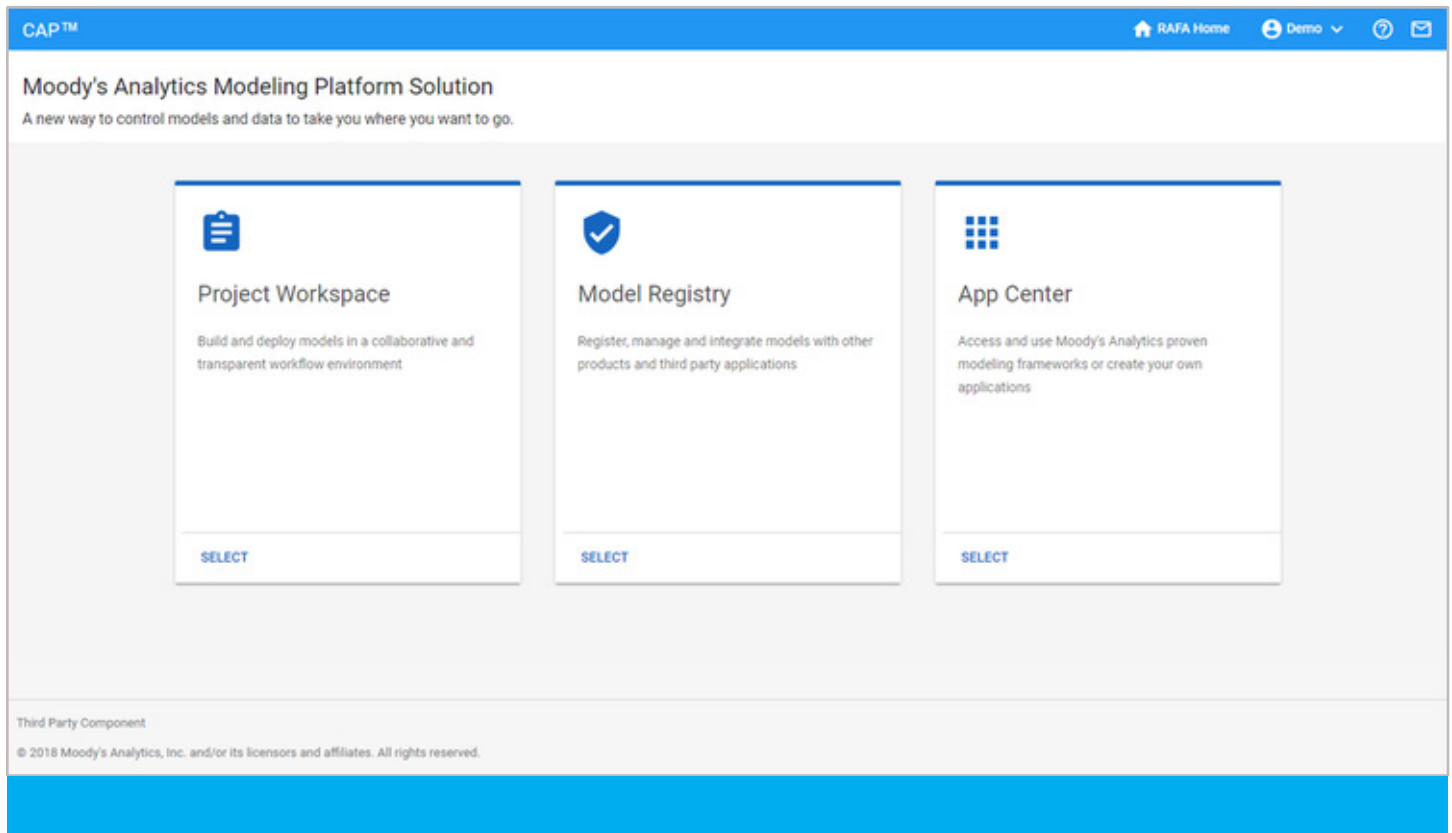 CAP™
RAFA Home
Demo
Moody's Analytics Modeling Platform Solution
A new way to control models and data to take you where you want to go.
Project Workspace
Build and deploy models in a collaborative and
transparent workflow environment
SELECT
Model Registry
Register, manage and integrate models with other
products and third party applications
SELECT
App Center
Access and use Moody's Analytics proven
modeling frameworks or create your own
applications
SELECT
Third Party Component
© 2018 Moody's Analytics, Inc. and/or its licensors and affiliates. All rights reserved.